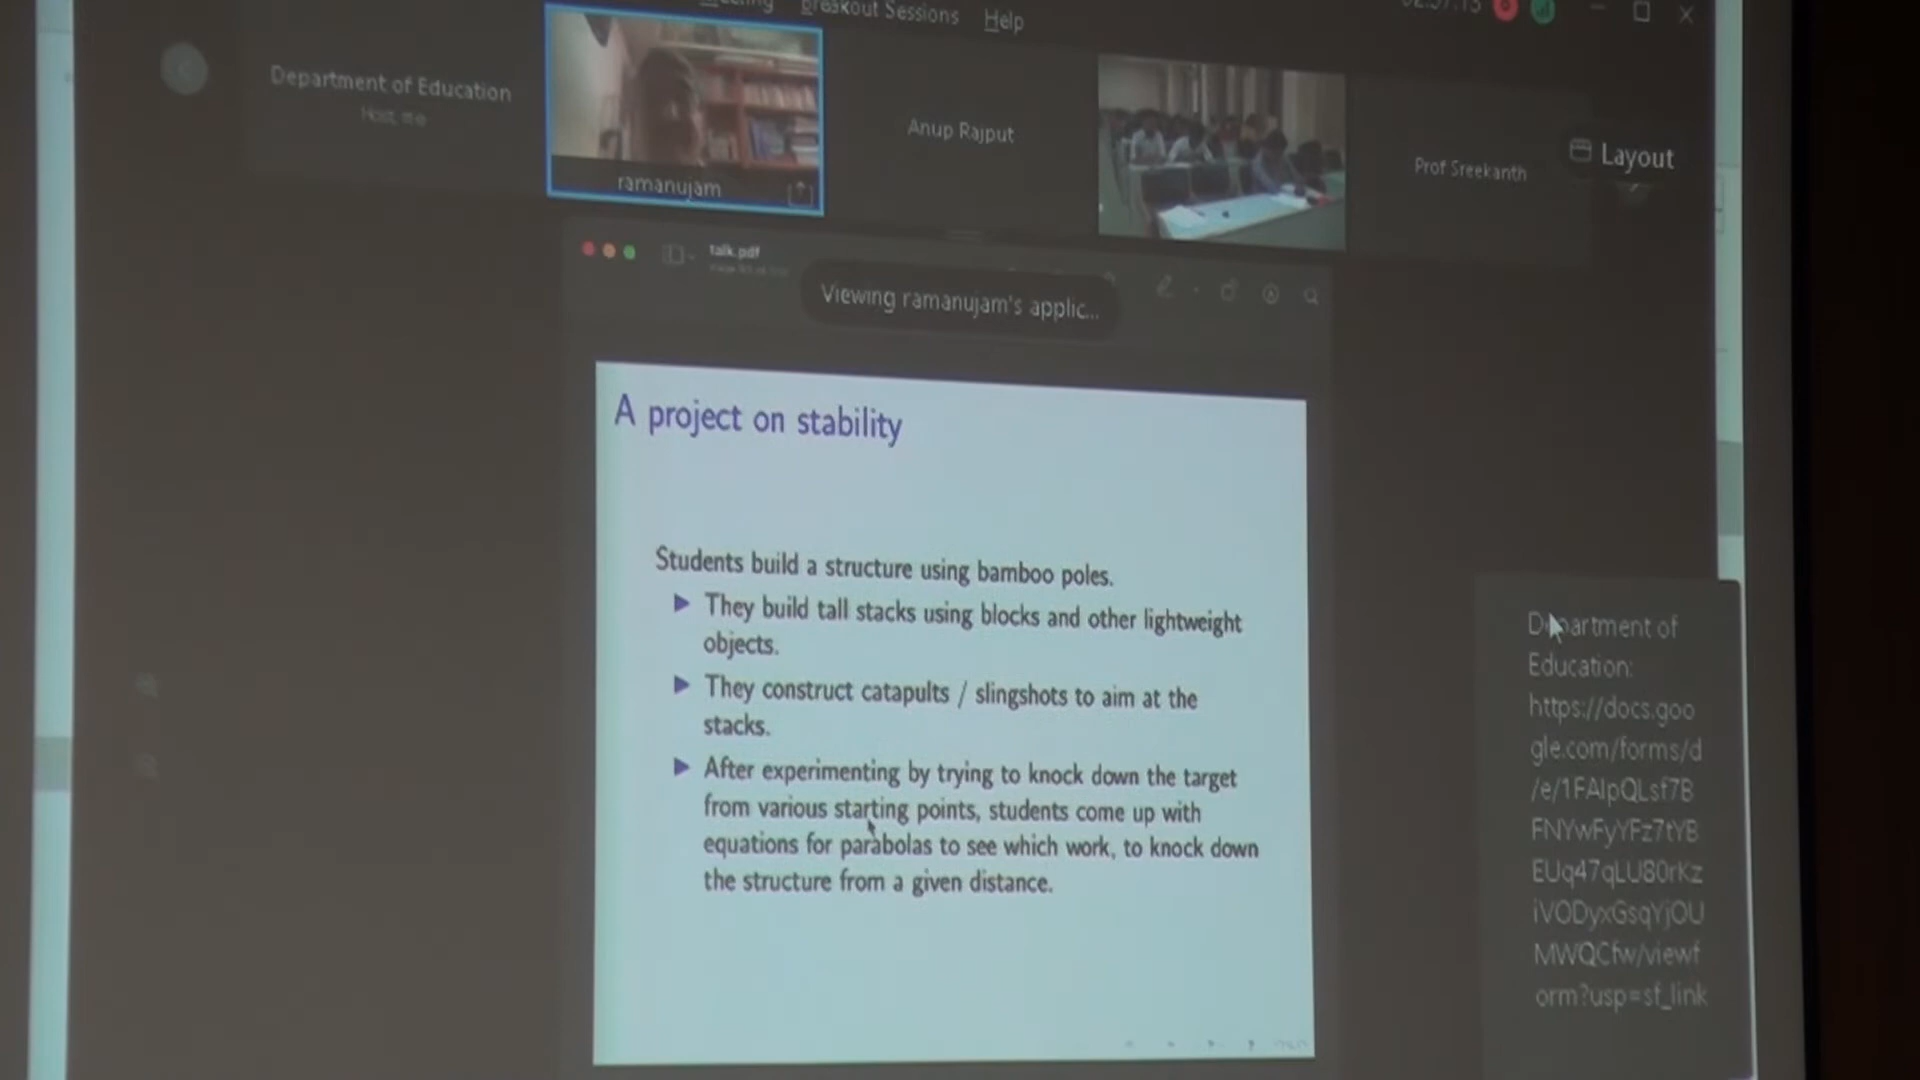 Breakout Sessions Help
Department of Education
Host, me
ramanujam
Anup Rajput
Prof Sreekanth
Layout
talk.pdf
Viewing ramanujam's applic...
A project on stability
Students build a structure using bamboo poles.
They build tall stacks using blocks and other lightweight
objects.
They construct catapults / slingshots to aim at the
stacks.
After experimenting by trying to knock down the target
from various starting points, students come up with
equations for parabolas to see which work, to knock down
the structure from a given distance.
Department of
Education:
https://docs.goo
gle.com/forms/d
/e/1FAIpQLsf7B
FNYwFyYFz7tYB
EUq47qLU80rKz
iVODyxGsqYjOU
MWQCfw/viewf
orm?usp=sf_link